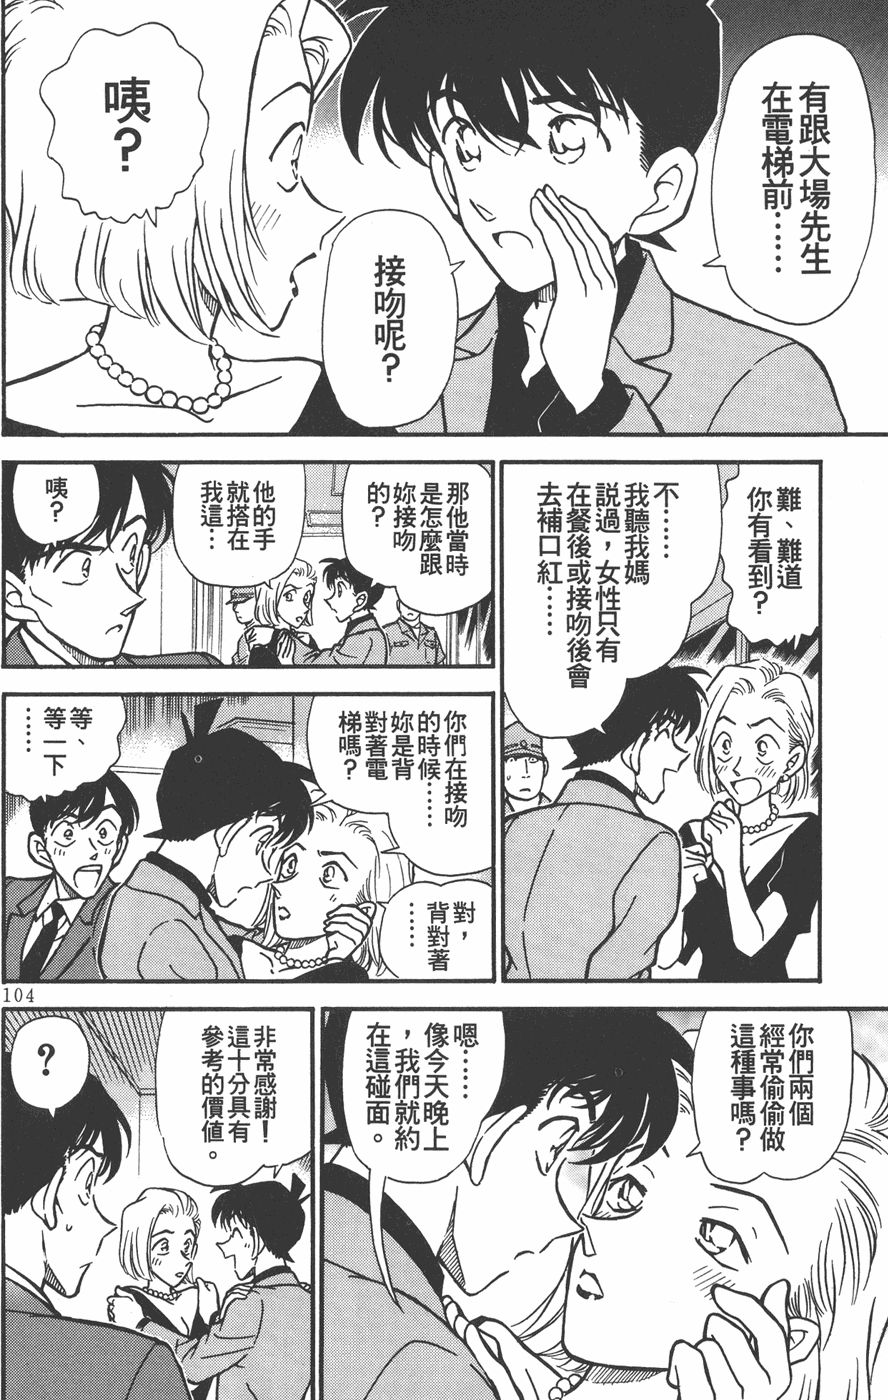 有跟大場先生
在電梯前……
接吻呢？
咦？
難、難道
你有看到？
不……
我聽我媽
説過，女性只有
在餐後或接吻後會
去補口紅……
那他當時
是怎麼跟
妳接吻
的？
他的手
就搭在
我這…
咦？
你們在接吻
的時候……
妳是背
對著電
梯嗎？
對，
背對著
……
等、
等一下
……
104
你們兩個
經常偷偷做
這種事嗎？
嗯……
像今天晚上
，我們就約
在這碰面。
非常感謝！
這十分具有
參考的價值。
？